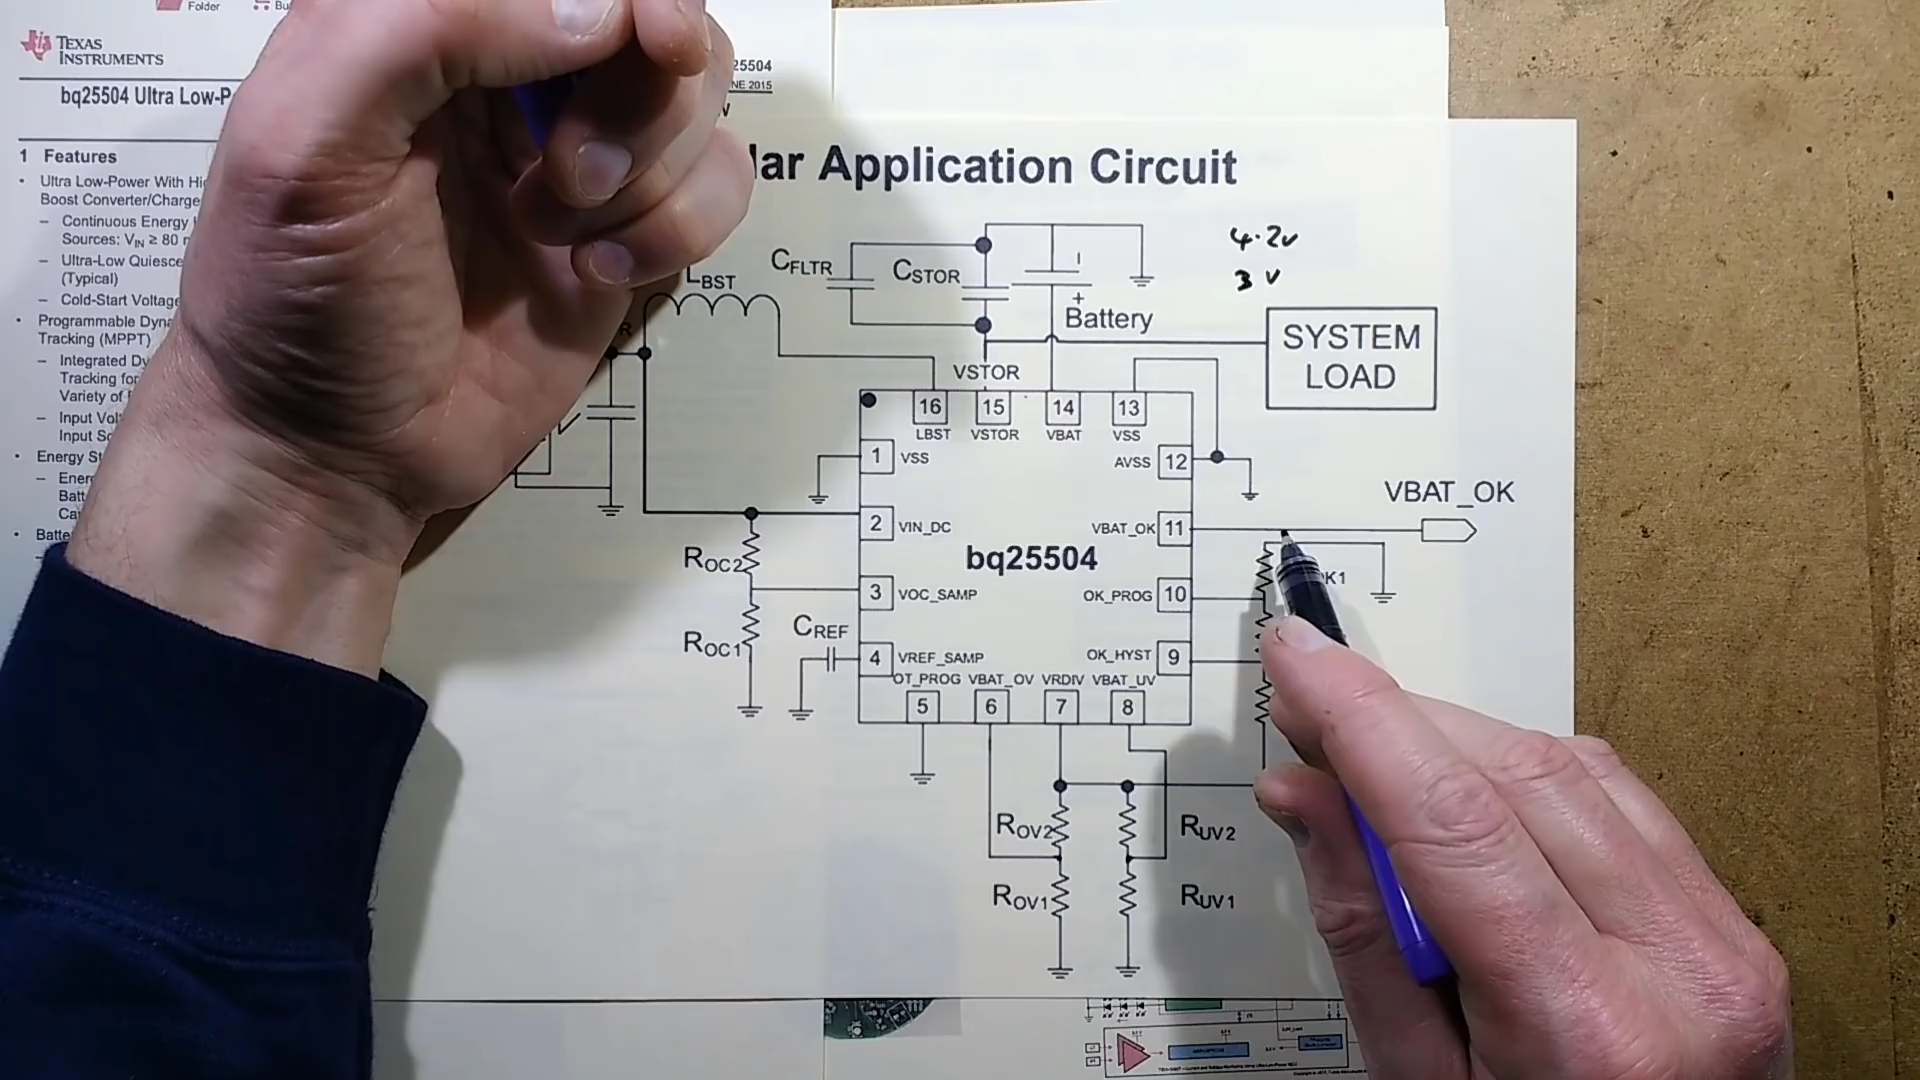 Folder
TEXAS
INSTRUMENTS
25504
NE 2015
bq25504 Ultra Low-P
1 Features
• Ultra Low-Power With Hi
Boost Converter/Charge
– Continuous Energy
Sources: VIN ≥ 80
– Ultra-Low Quiesce
(Typical)
– Cold-Start Voltage
• Programmable Dyna
Tracking (MPPT)
– Integrated Dy
Tracking for
Variety of
– Input Vol
Input So
• Energy St
– Ener
Batt
Ca
• Batte
lar Application Circuit
4.2v
3 v
LBST
CFLTR
CSTOR
+
Battery
SYSTEM
LOAD
R
VSTOR
16 15 14 13
LBST VSTOR VBAT VSS
1 VSS
AVSS 12
VBAT_OK
2 VIN_DC
VBAT_OK 11
bq25504
ROC2
K1
3 VOC_SAMP
OK_PROG 10
CREF
ROC1
4 VREF_SAMP
OK_HYST 9
OT_PROG VBAT_OV VRDIV VBAT_UV
5 6 7 8
ROV2
RUV2
ROV1
RUV1